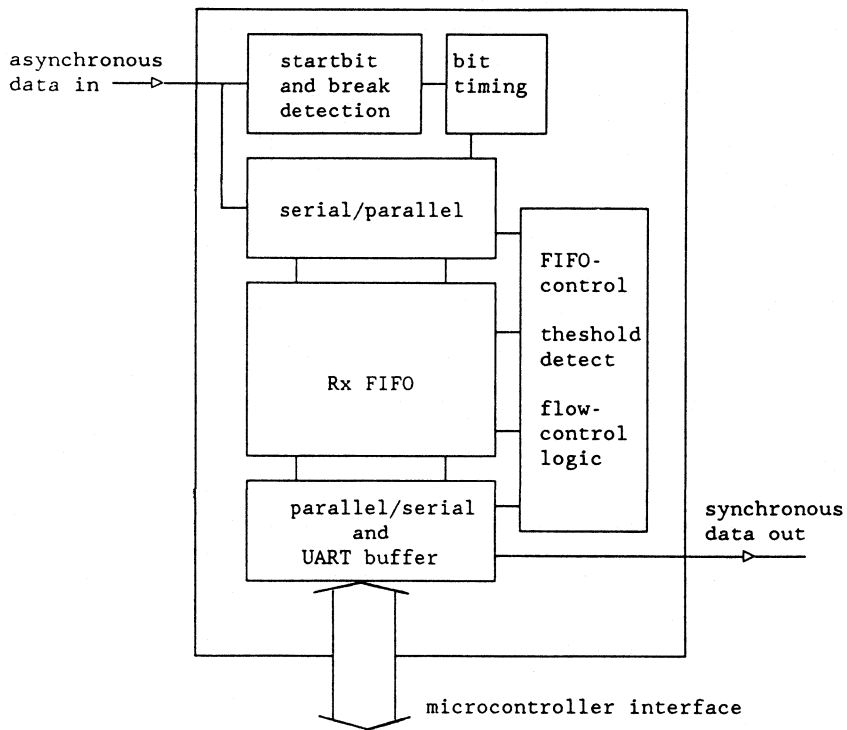 asynchronous
data in
startbit
and break
detection
bit
timing
serial/parallel
FIFO-
control
theshold
detect
flow-
control
logic
Rx FIFO
parallel/serial
and
UART buffer
synchronous
data out
microcontroller interface